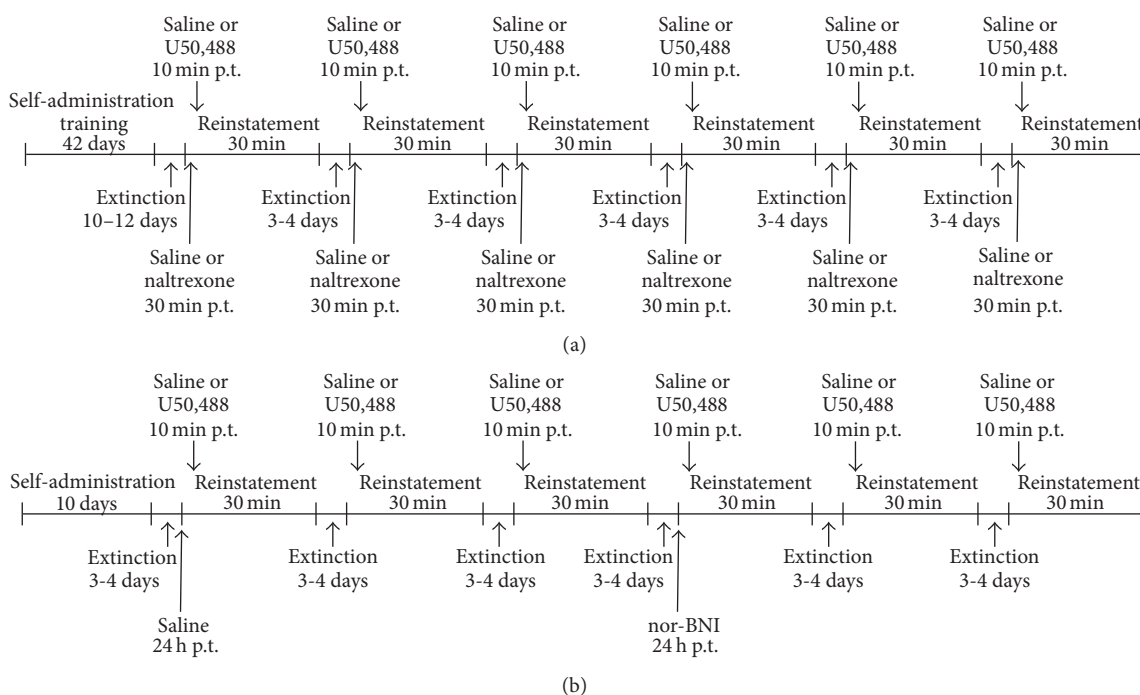 Saline or
U50,488
10 min p.t.
Saline or
U50,488
10 min p.t.
Saline or
U50,488
10 min p.t.
Saline or
U50,488
10 min p.t.
Saline or
U50,488
10 min p.t.
Saline or
U50,488
10 min p.t.
Self-administration
training
42 days
Reinstatement
30 min
Reinstatement
30 min
Reinstatement
30 min
Reinstatement
30 min
Reinstatement
30 min
Reinstatement
30 min
Extinction
10–12 days
Extinction
3-4 days
Extinction
3-4 days
Extinction
3-4 days
Extinction
3-4 days
Extinction
3-4 days
Saline or
naltrexone
30 min p.t.
Saline or
naltrexone
30 min p.t.
Saline or
naltrexone
30 min p.t.
Saline or
naltrexone
30 min p.t.
Saline or
naltrexone
30 min p.t.
Saline or
naltrexone
30 min p.t.
(a)
Saline or
U50,488
10 min p.t.
Saline or
U50,488
10 min p.t.
Saline or
U50,488
10 min p.t.
Saline or
U50,488
10 min p.t.
Saline or
U50,488
10 min p.t.
Saline or
U50,488
10 min p.t.
Self-administration
10 days
Reinstatement
30 min
Reinstatement
30 min
Reinstatement
30 min
Reinstatement
30 min
Reinstatement
30 min
Reinstatement
30 min
Extinction
3-4 days
Extinction
3-4 days
Extinction
3-4 days
Extinction
3-4 days
Extinction
3-4 days
Extinction
3-4 days
Saline
24 h p.t.
nor-BNI
24 h p.t.
(b)